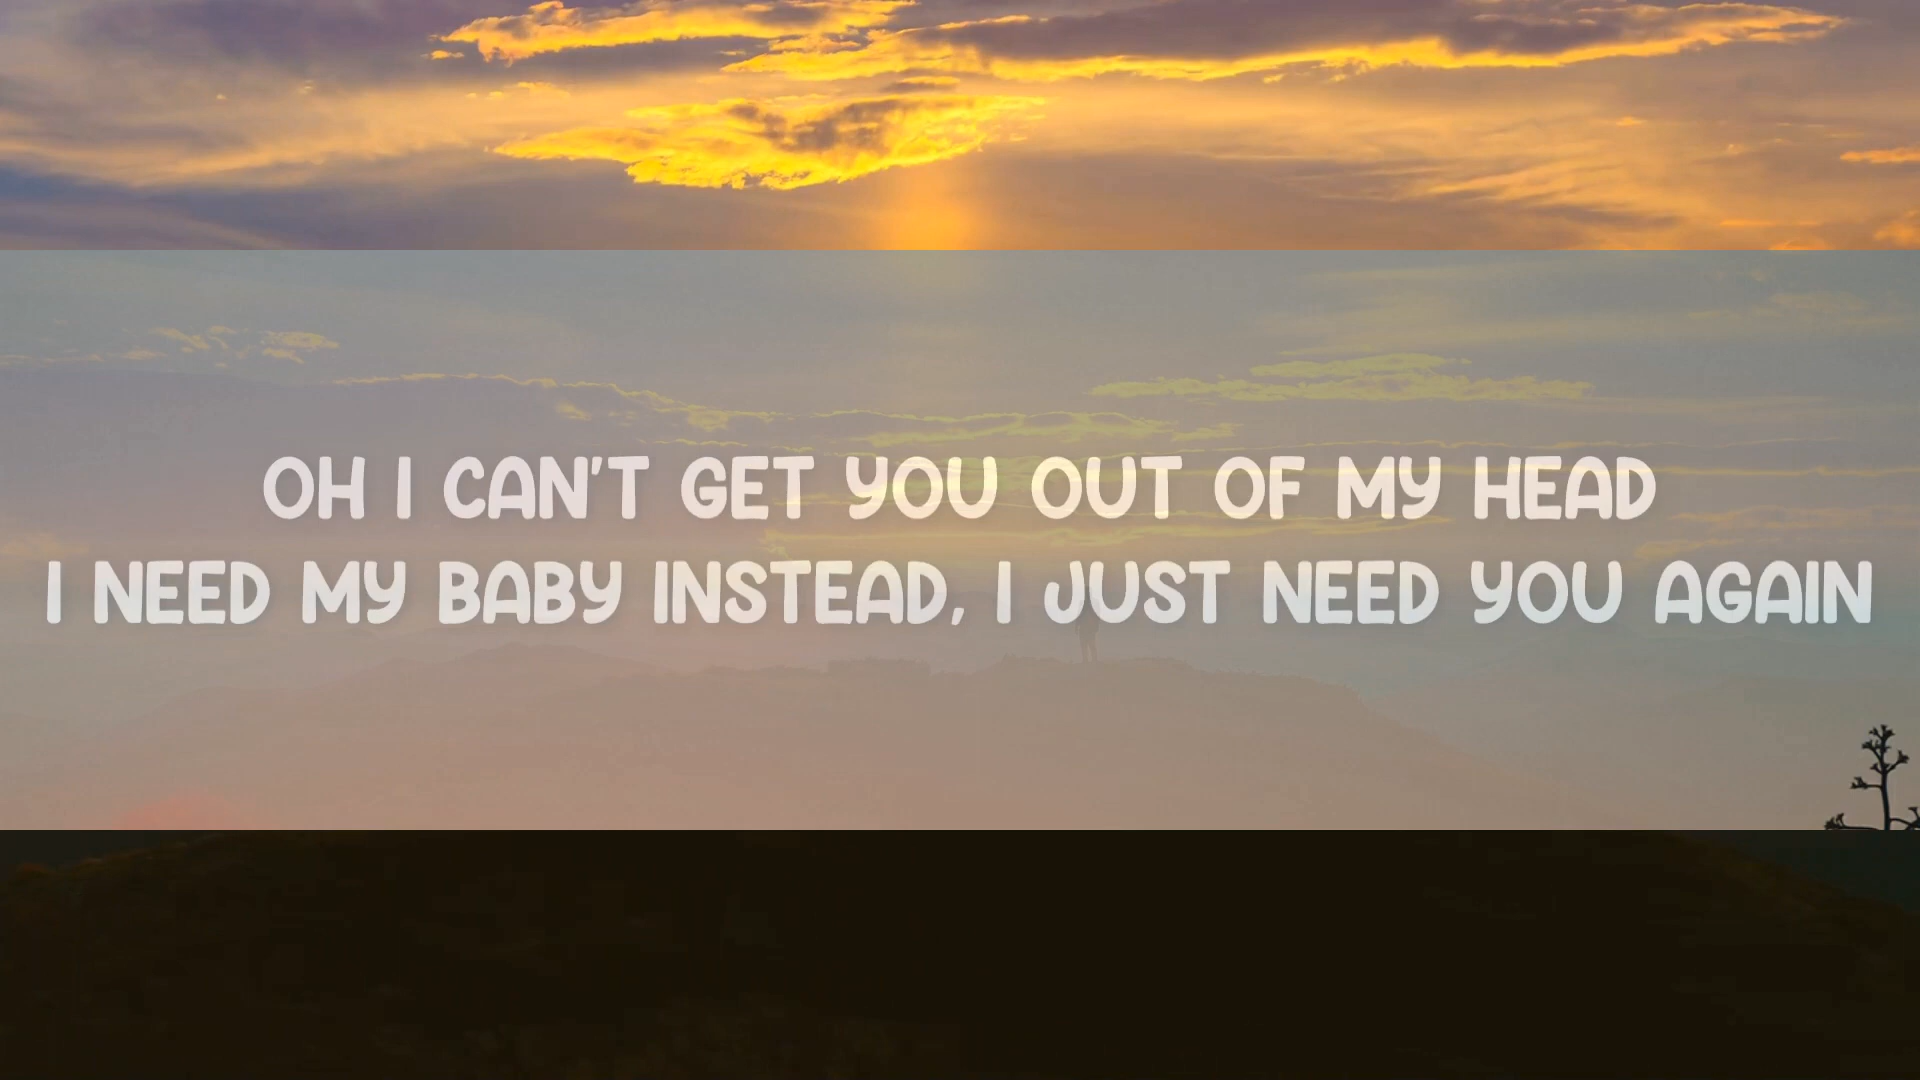 OH I CAN'T GET YOU OUT OF MY HEAD
I NEED MY BABY INSTEAD, I JUST NEED YOU AGAIN